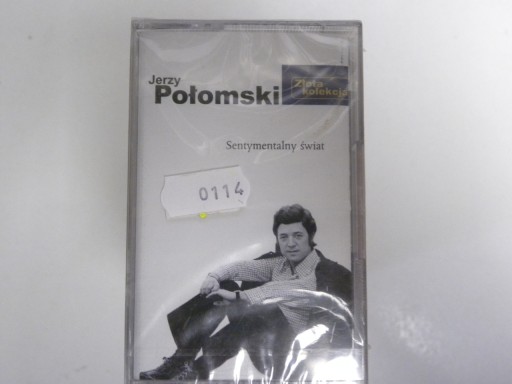 Jerzy
Połomski
Złota
kolekcja
Sentymentalny świat
0114